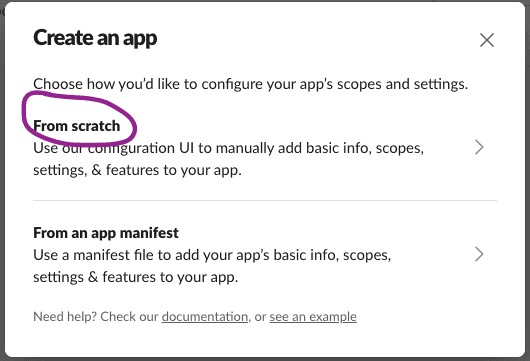 Create an app
Choose how you’d like to configure your app’s scopes and settings.
From scratch
Use our configuration UI to manually add basic info, scopes,
settings, & features to your app.
From an app manifest
Use a manifest file to add your app’s basic info, scopes,
settings & features to your app.
Need help? Check our documentation, or see an example